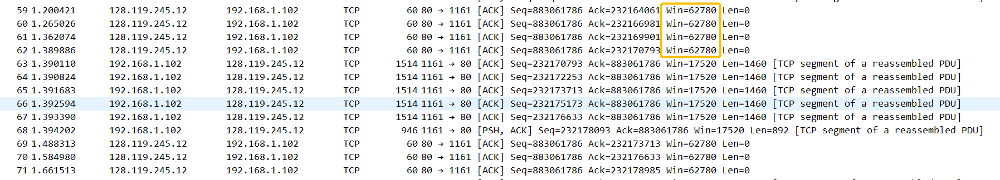 59 1.200421 128.119.245.12 192.168.1.102 TCP 60 80 → 1161 [ACK] Seq=883061786 Ack=232164061 Win=62780 Len=0
60 1.265026 128.119.245.12 192.168.1.102 TCP 60 80 → 1161 [ACK] Seq=883061786 Ack=232166981 Win=62780 Len=0
61 1.362074 128.119.245.12 192.168.1.102 TCP 60 80 → 1161 [ACK] Seq=883061786 Ack=232169901 Win=62780 Len=0
62 1.389886 128.119.245.12 192.168.1.102 TCP 60 80 → 1161 [ACK] Seq=883061786 Ack=232170793 Win=62780 Len=0
63 1.390110 192.168.1.102 128.119.245.12 TCP 1514 1161 → 80 [ACK] Seq=232170793 Ack=883061786 Win=17520 Len=1460 [TCP segment of a reassembled PDU]
64 1.390824 192.168.1.102 128.119.245.12 TCP 1514 1161 → 80 [ACK] Seq=232172253 Ack=883061786 Win=17520 Len=1460 [TCP segment of a reassembled PDU]
65 1.391683 192.168.1.102 128.119.245.12 TCP 1514 1161 → 80 [ACK] Seq=232173713 Ack=883061786 Win=17520 Len=1460 [TCP segment of a reassembled PDU]
66 1.392594 192.168.1.102 128.119.245.12 TCP 1514 1161 → 80 [ACK] Seq=232175173 Ack=883061786 Win=17520 Len=1460 [TCP segment of a reassembled PDU]
67 1.393390 192.168.1.102 128.119.245.12 TCP 1514 1161 → 80 [ACK] Seq=232176633 Ack=883061786 Win=17520 Len=1460 [TCP segment of a reassembled PDU]
68 1.394202 192.168.1.102 128.119.245.12 TCP 946 1161 → 80 [PSH, ACK] Seq=232178093 Ack=883061786 Win=17520 Len=892 [TCP segment of a reassembled PDU]
69 1.488313 128.119.245.12 192.168.1.102 TCP 60 80 → 1161 [ACK] Seq=883061786 Ack=232173713 Win=62780 Len=0
70 1.584980 128.119.245.12 192.168.1.102 TCP 60 80 → 1161 [ACK] Seq=883061786 Ack=232176633 Win=62780 Len=0
71 1.661513 128.119.245.12 192.168.1.102 TCP 60 80 → 1161 [ACK] Seq=883061786 Ack=232178985 Win=62780 Len=0